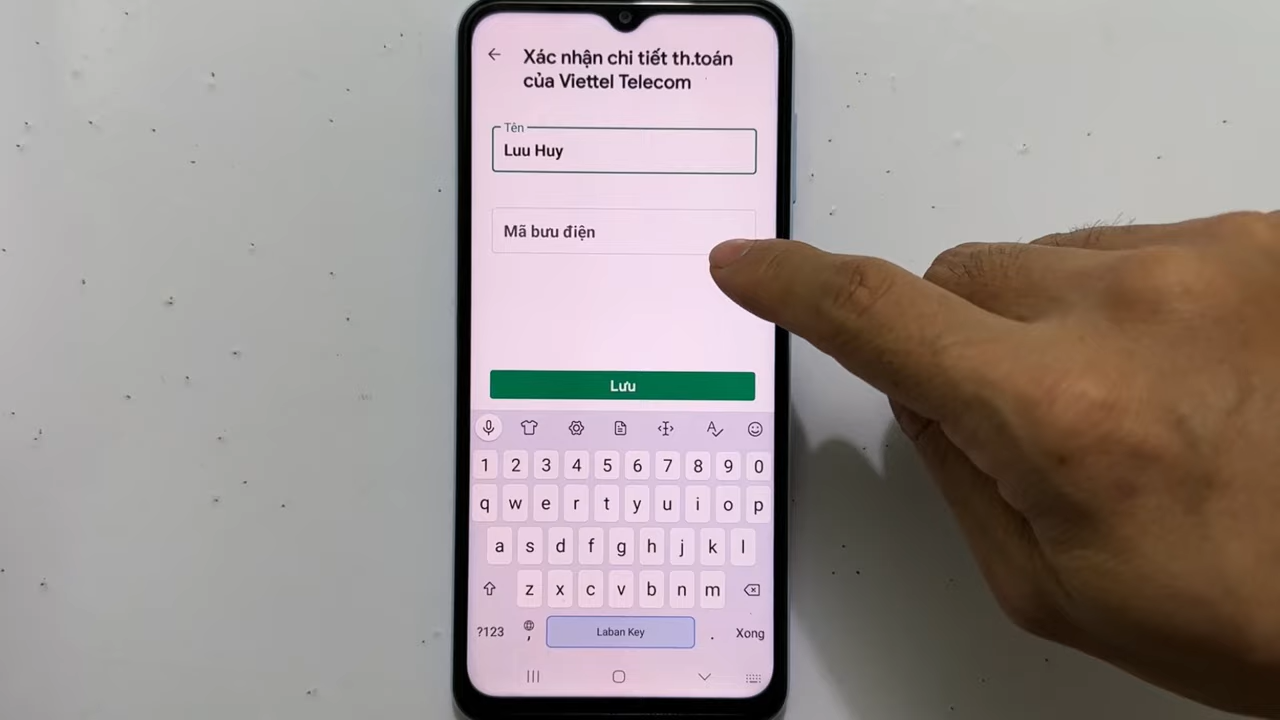 Xác nhận chi tiết th.toán
của Viettel Telecom
Tên
Luu Huy
Mã bưu điện
Lưu
1 2 3 4 5 6 7 8 9 0
q w e r t y u i o p
a s d f g h j k l
z x c v b n m
?123 , Laban Key . Xong